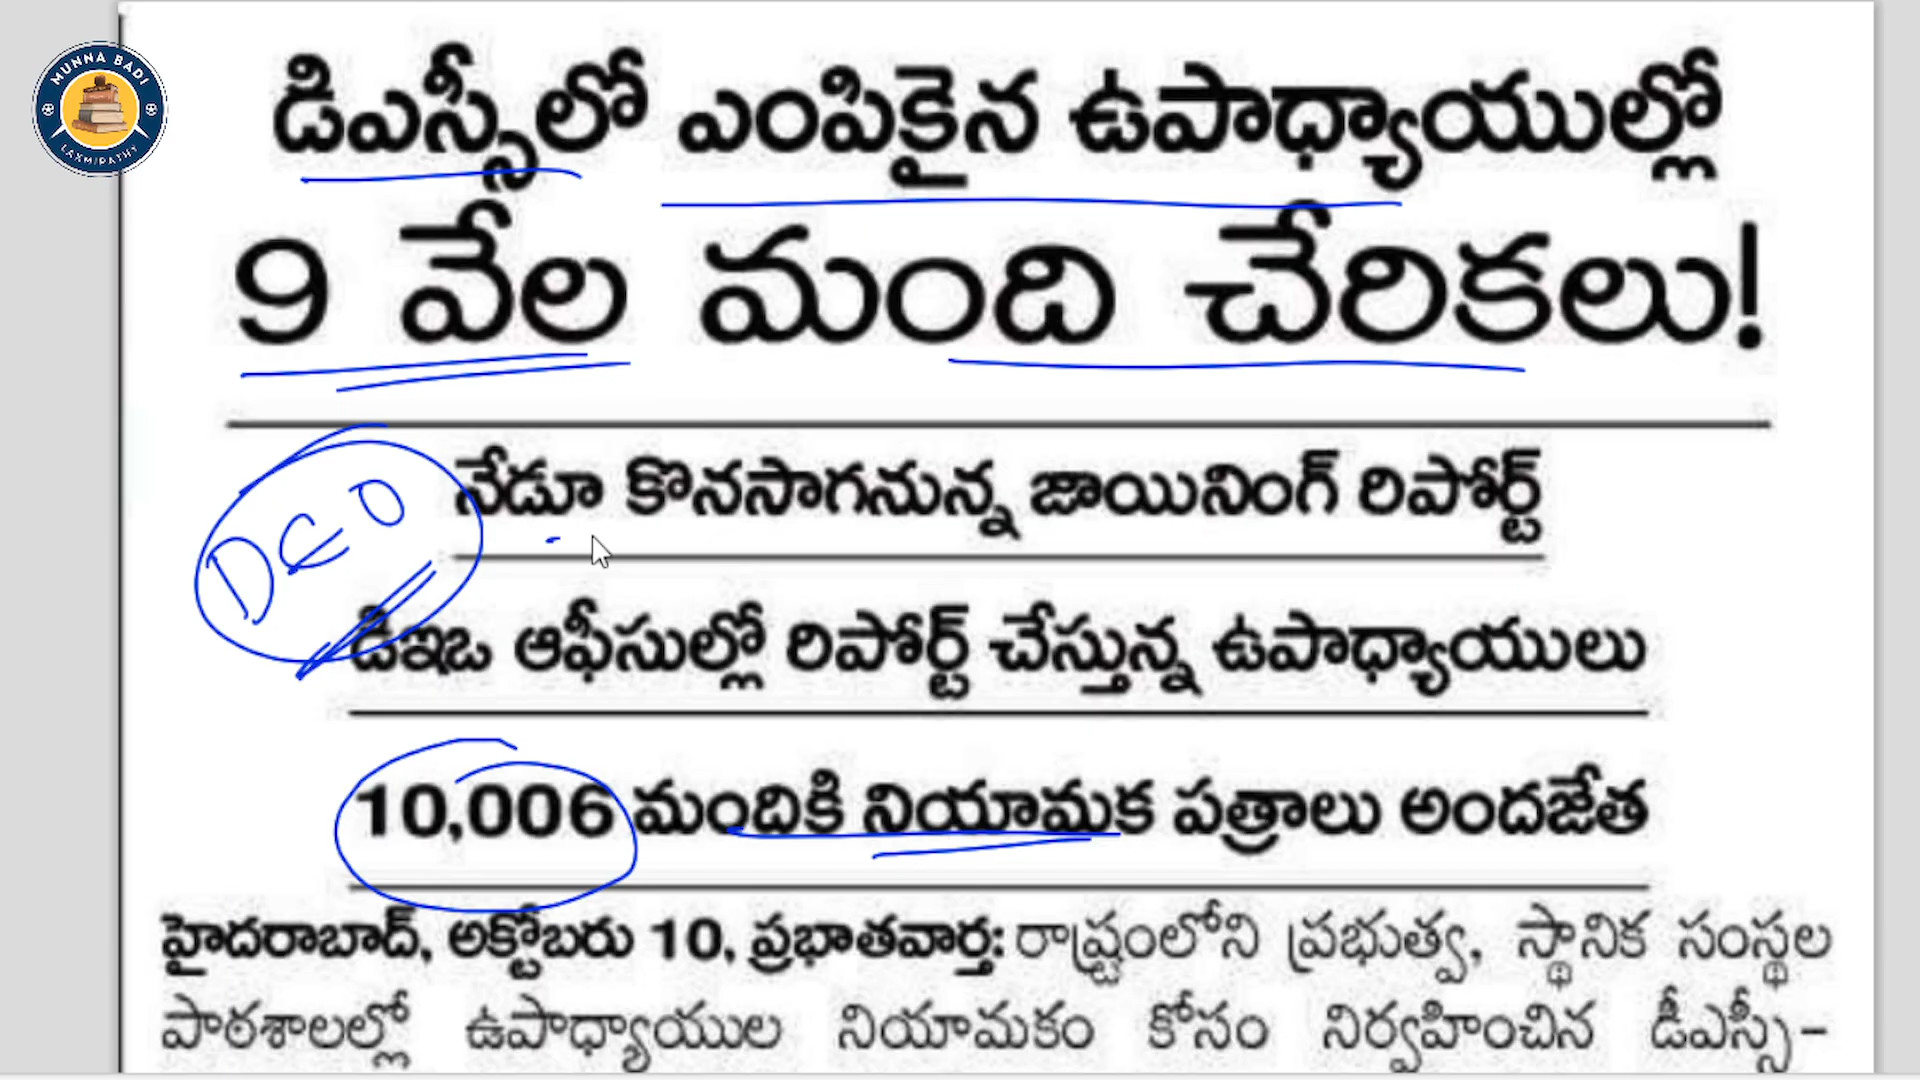 MUNNA BADI
LAXMIPATHY
డిఎస్సీలో ఎంపికైన ఉపాధ్యాయుల్లో
9 వేల మంది చేరికలు!
నేడూ కొనసాగనున్న జాయినింగ్ రిపోర్ట్
DEO
డీఇఒ ఆఫీసుల్లో రిపోర్ట్ చేస్తున్న ఉపాధ్యాయులు
10,006 మందికి నియామక పత్రాలు అందజేత
హైదరాబాద్, అక్టోబరు 10, ప్రభాతవార్త: రాష్ట్రంలోని ప్రభుత్వ, స్థానిక సంస్థల
పాఠశాలల్లో ఉపాధ్యాయుల నియామకం కోసం నిర్వహించిన డీఎస్సీ-